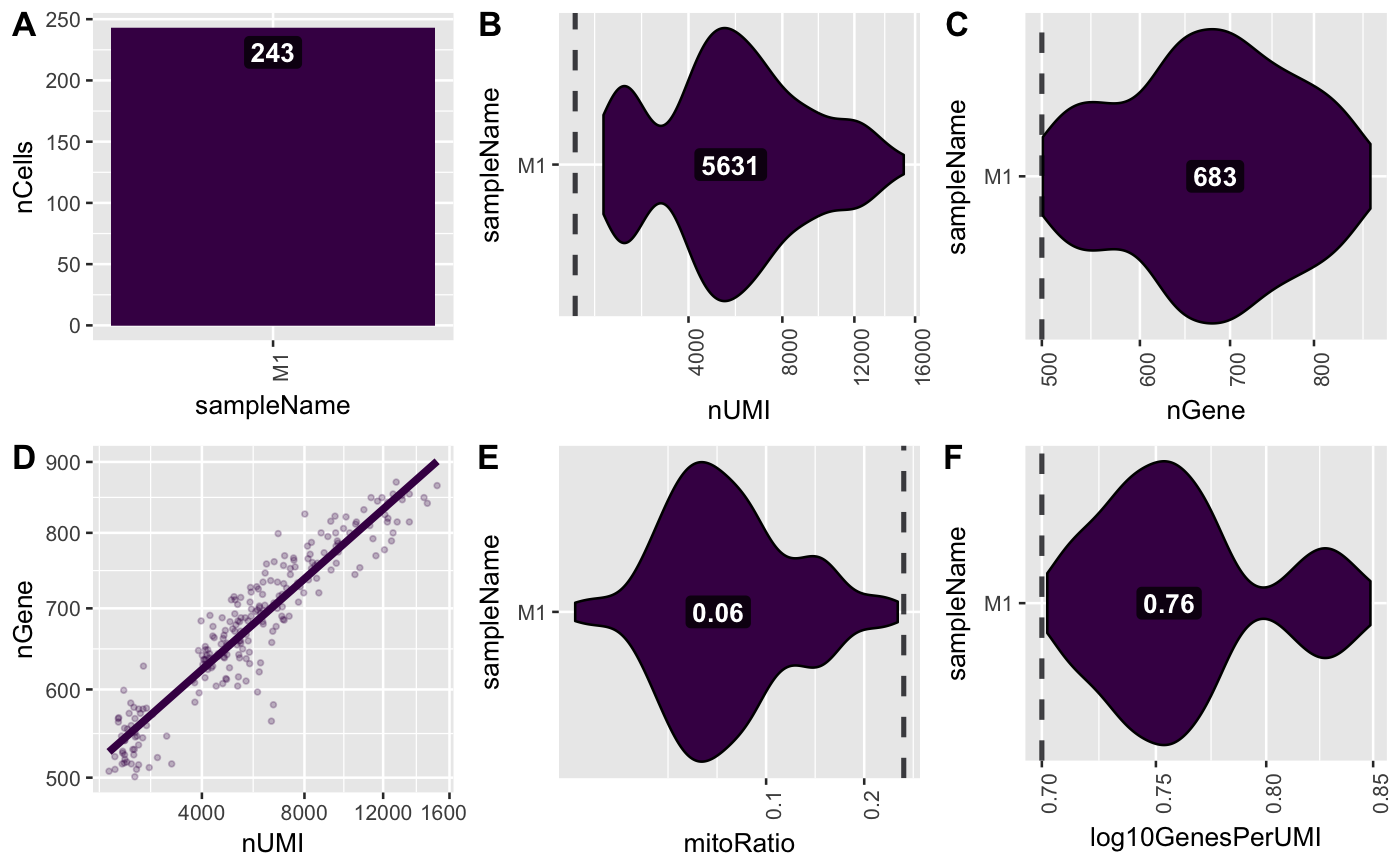 A
nCells
250
200
150
100
50
0
243
M1
sampleName
B
sampleName
M1
5631
4000
8000
12000
16000
nUMI
C
sampleName
M1
683
500
600
700
800
nGene
D
nGene
900
800
700
600
500
4000
8000
12000
1600
nUMI
E
sampleName
M1
0.06
0.1
0.2
mitoRatio
F
sampleName
M1
0.76
0.70
0.75
0.80
0.85
log10GenesPerUMI